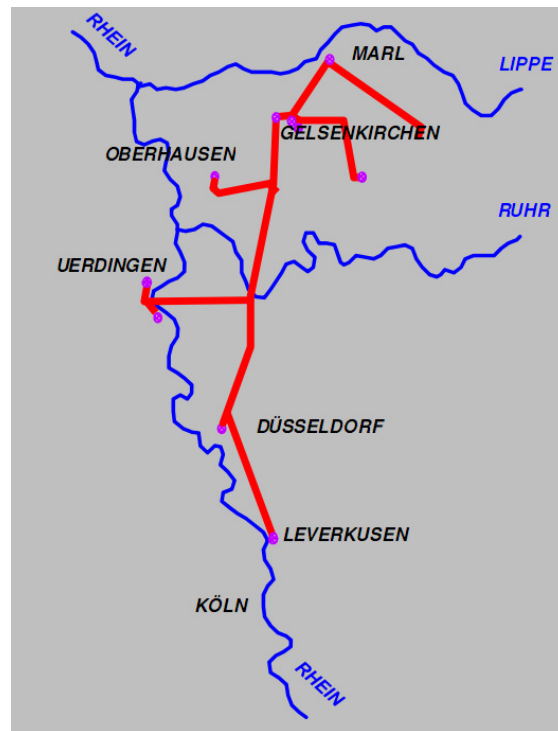 RHEIN
MARL
LIPPE
GELSENKIRCHEN
OBERHAUSEN
RUHR
UERDINGEN
DÜSSELDORF
LEVERKUSEN
KÖLN
RHEIN